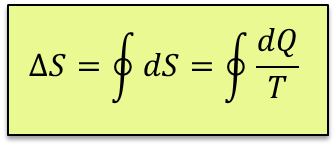 ΔS = ∮ dS = ∮ dQ/T